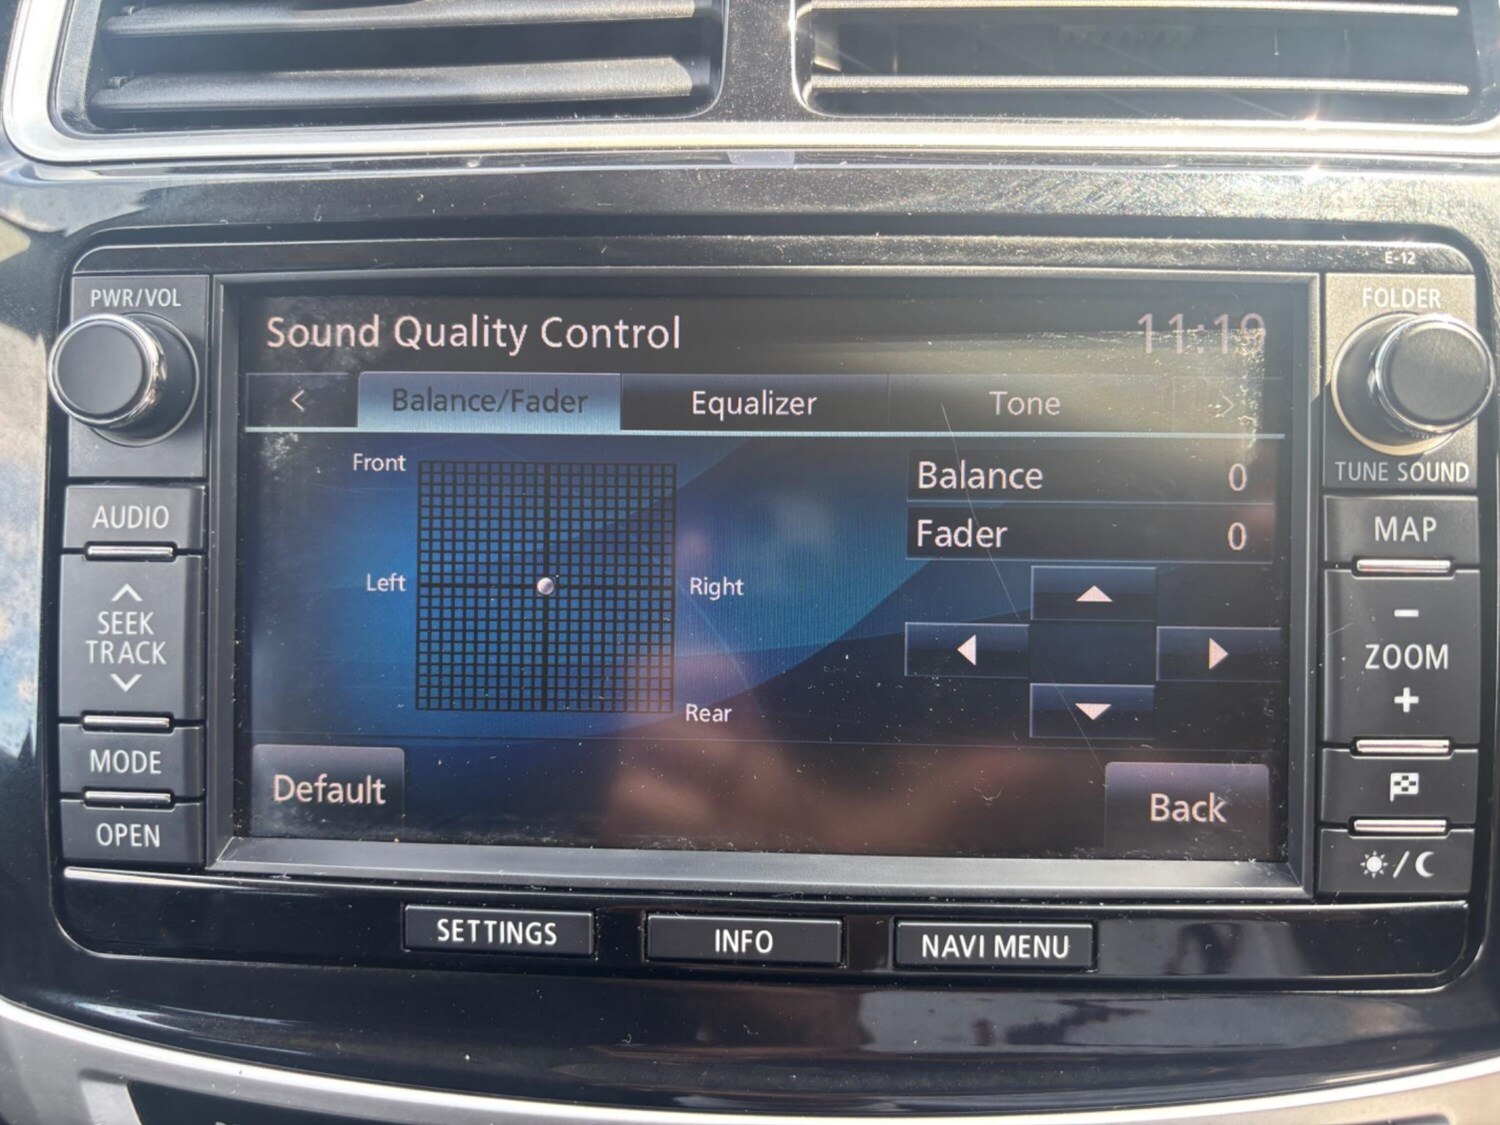 E-12
PWR/VOL
FOLDER
Sound Quality Control
11:19
< Balance/Fader Equalizer Tone >
Front
Balance 0
TUNE SOUND
AUDIO
MAP
Fader 0
Left
Right
SEEK
TRACK
−
ZOOM
+
Rear
MODE
Default
Back
OPEN
SETTINGS
INFO
NAVI MENU